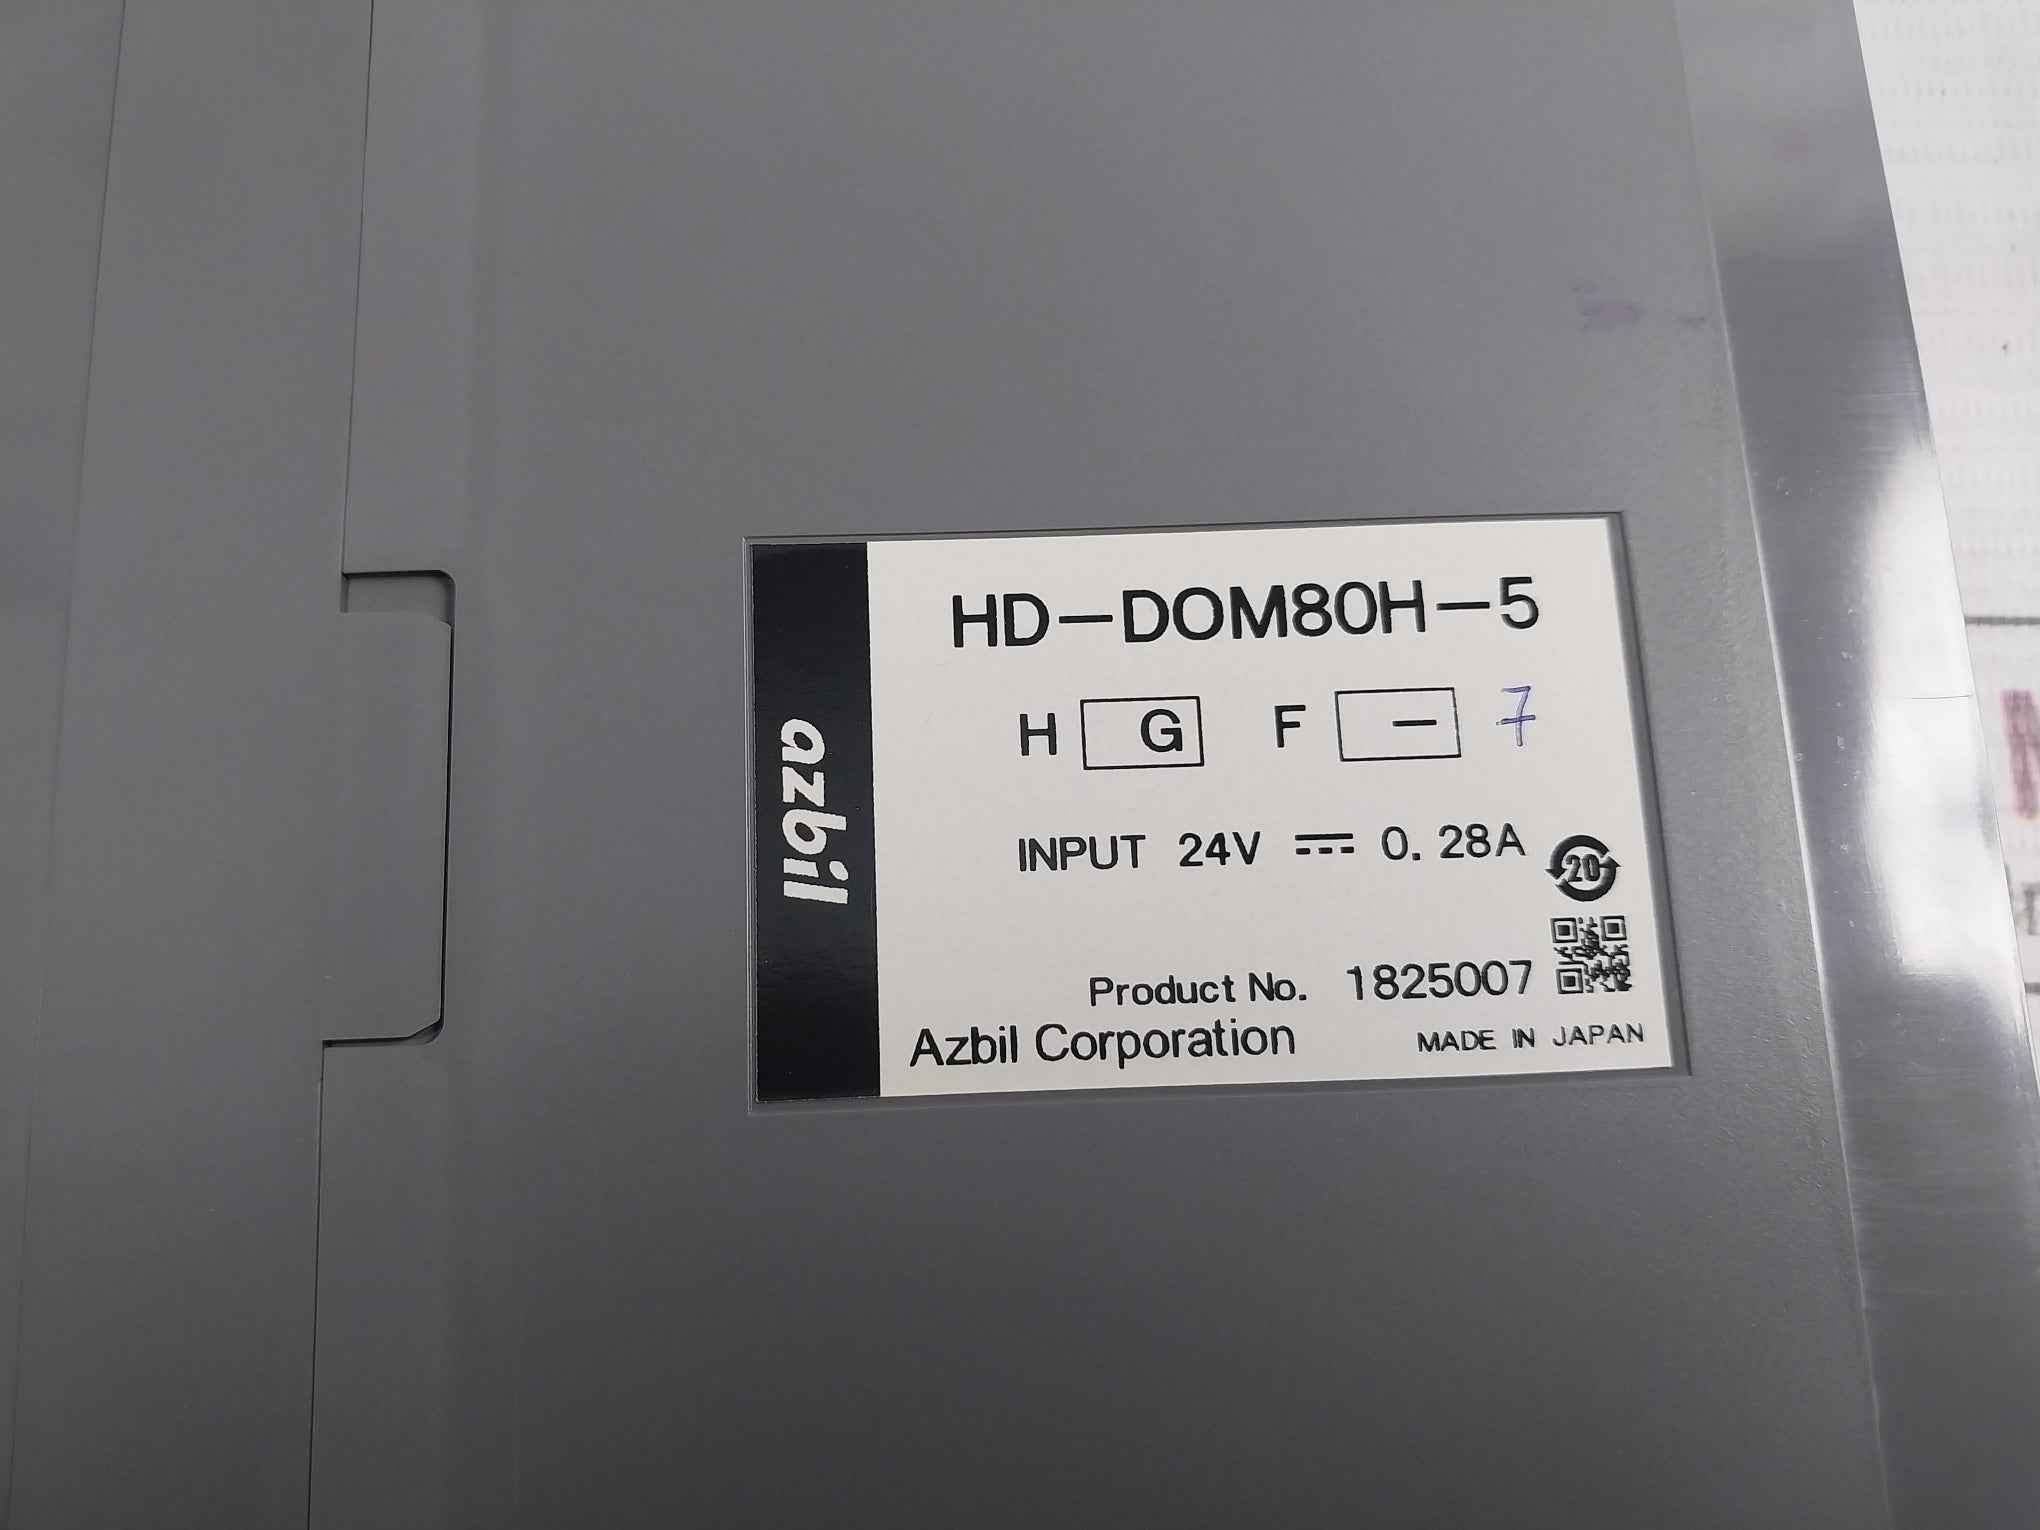 azbil
HD-DOM80H-5
H G F - 7
INPUT 24V ⎓ 0.28A
20
Product No. 1825007
Azbil Corporation MADE IN JAPAN